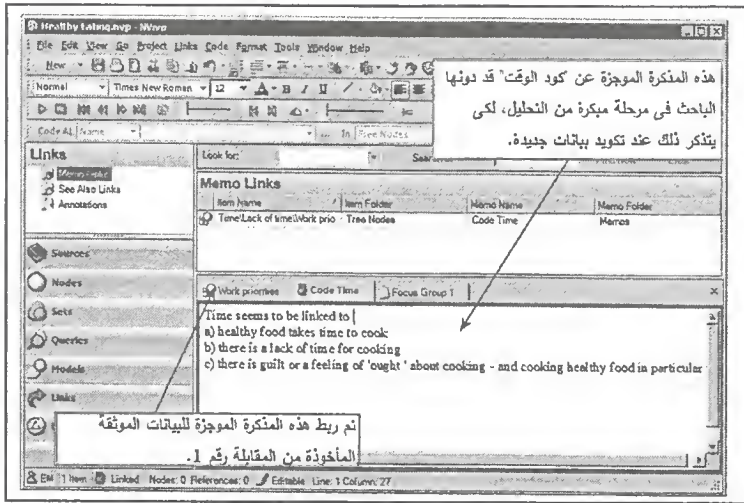 Healthy Eating.nvp - NVivo
File Edit View Go Project Links Code Format Tools Window Help
New
هذه المذكرة الموجزة عن "كود الوقت" قد دونها
الباحث فى مرحلة مبكرة من التحليل، لكى
يتذكر ذلك عند تكويد بيانات جديدة.
Normal Times New Roman 12 A B I U
Code At Name In Free Nodes
Links
Look for:
Memo Links
See Also Links
Annotations
Memo Links
Item Name Item Folder Memo Name Memo Folder
Time\Lack of time\Work prio Tree Nodes Code Time Memos
Sources
Nodes
Sets
Queries
Models
Links
Work priorities Code Time Focus Group 1
Time seems to be linked to
a) healthy food takes time to cook
b) there is a lack of time for cooking
c) there is guilt or a feeling of 'ought ' about cooking - and cooking healthy food in particular
تم ربط هذه المذكرة الموجزة للبيانات الموثقة
المأخوذة من المقابلة رقم 1.
EM 1 Item Linked Nodes: 0 References: 0 Editable Line: 1 Column: 27